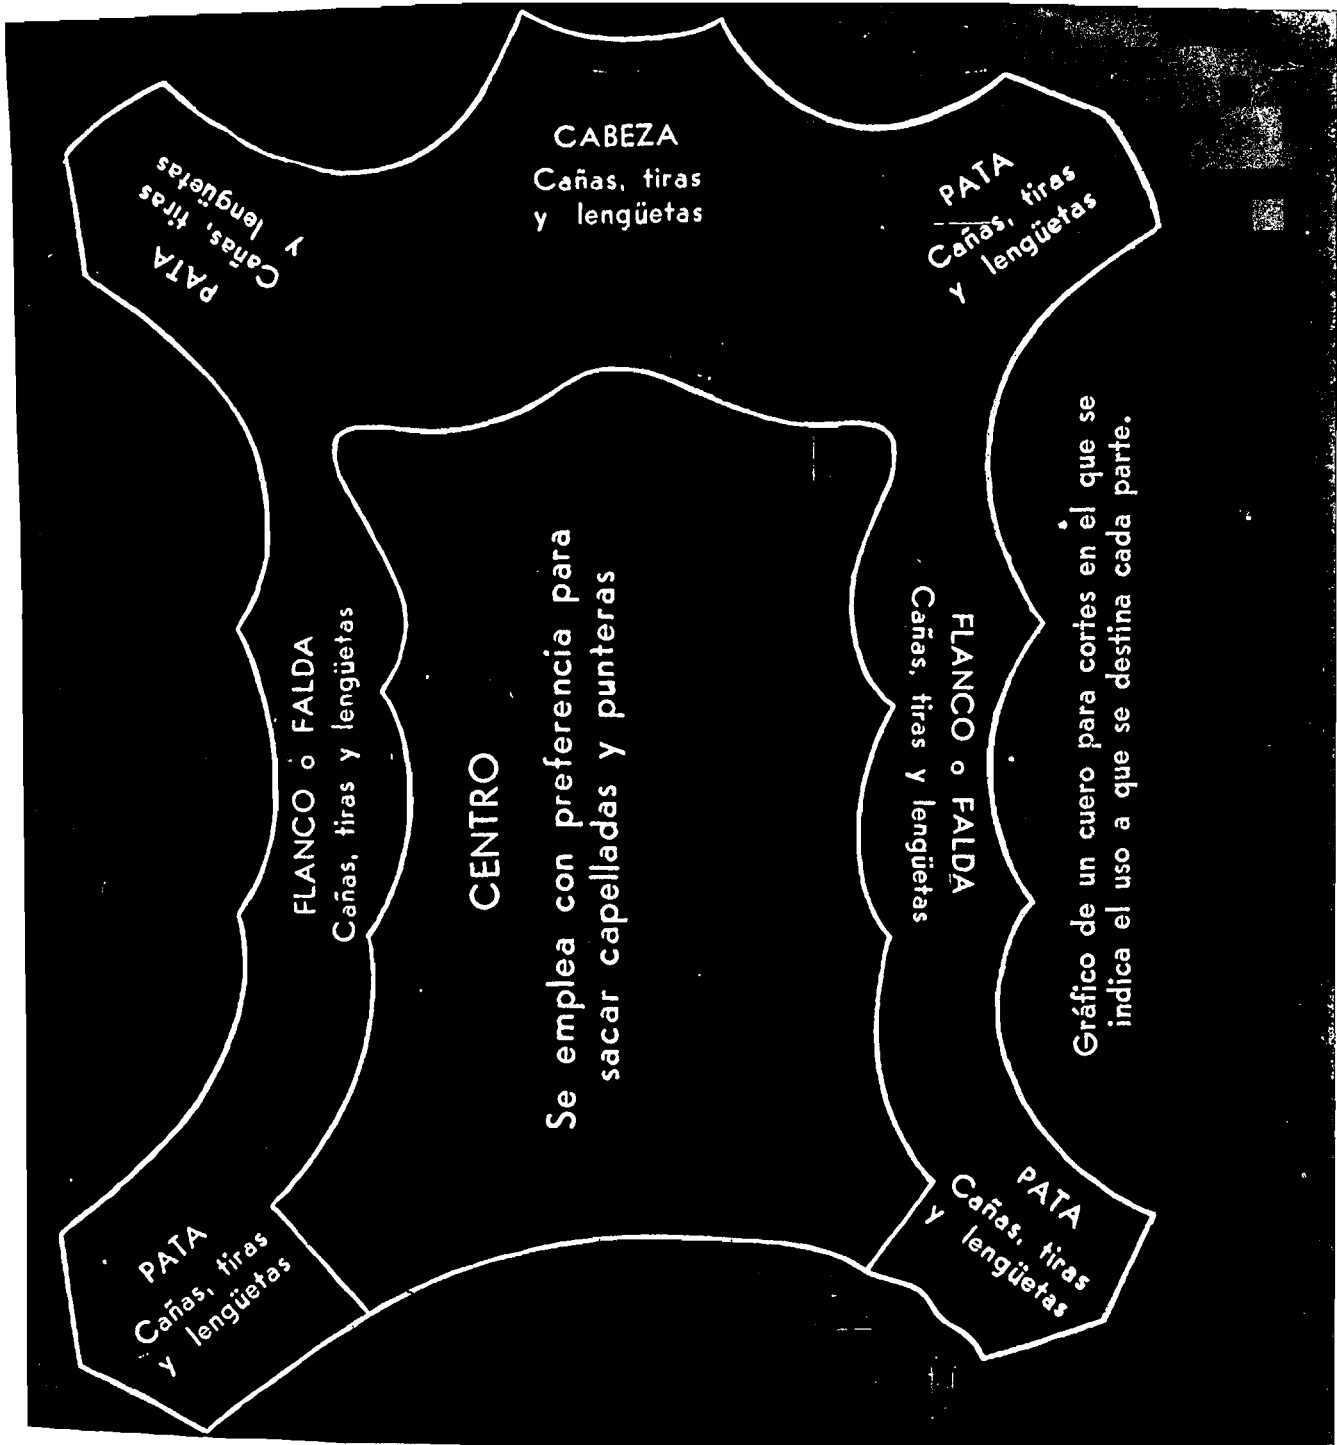 CABEZA
Cañas, tiras
y lengüetas
PATA
Cañas, tiras
y lengüetas
PATA
Cañas, tiras
y lengüetas
FLANCO o FALDA
Cañas, tiras y lengüetas
CENTRO
Se emplea con preferencia para
sacar capelladas y punteras
FLANCO o FALDA
Cañas, tiras y lengüetas
PATA
Cañas, tiras
y lengüetas
PATA
Cañas, tiras
y lengüetas
Gráfico de un cuero para cortes en el que se
indica el uso a que se destina cada parte.